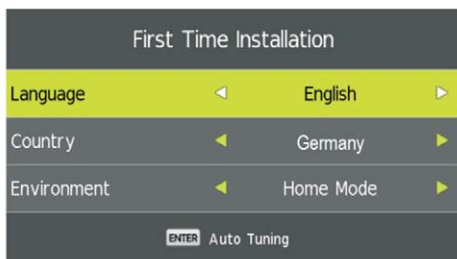 First Time Installation
Language English
Country Germany
Environment Home Mode
ENTER Auto Tuning